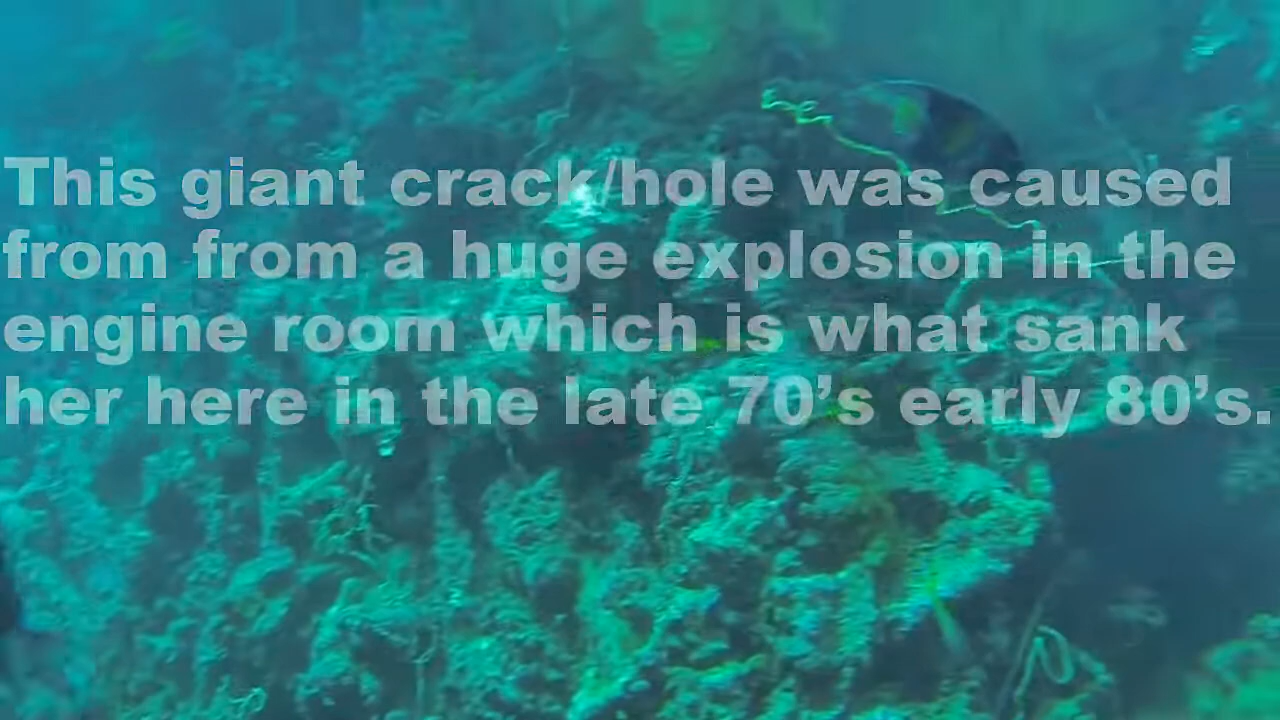 This giant crack/hole was caused
from from a huge explosion in the
engine room which is what sank
her here in the late 70’s early 80’s.